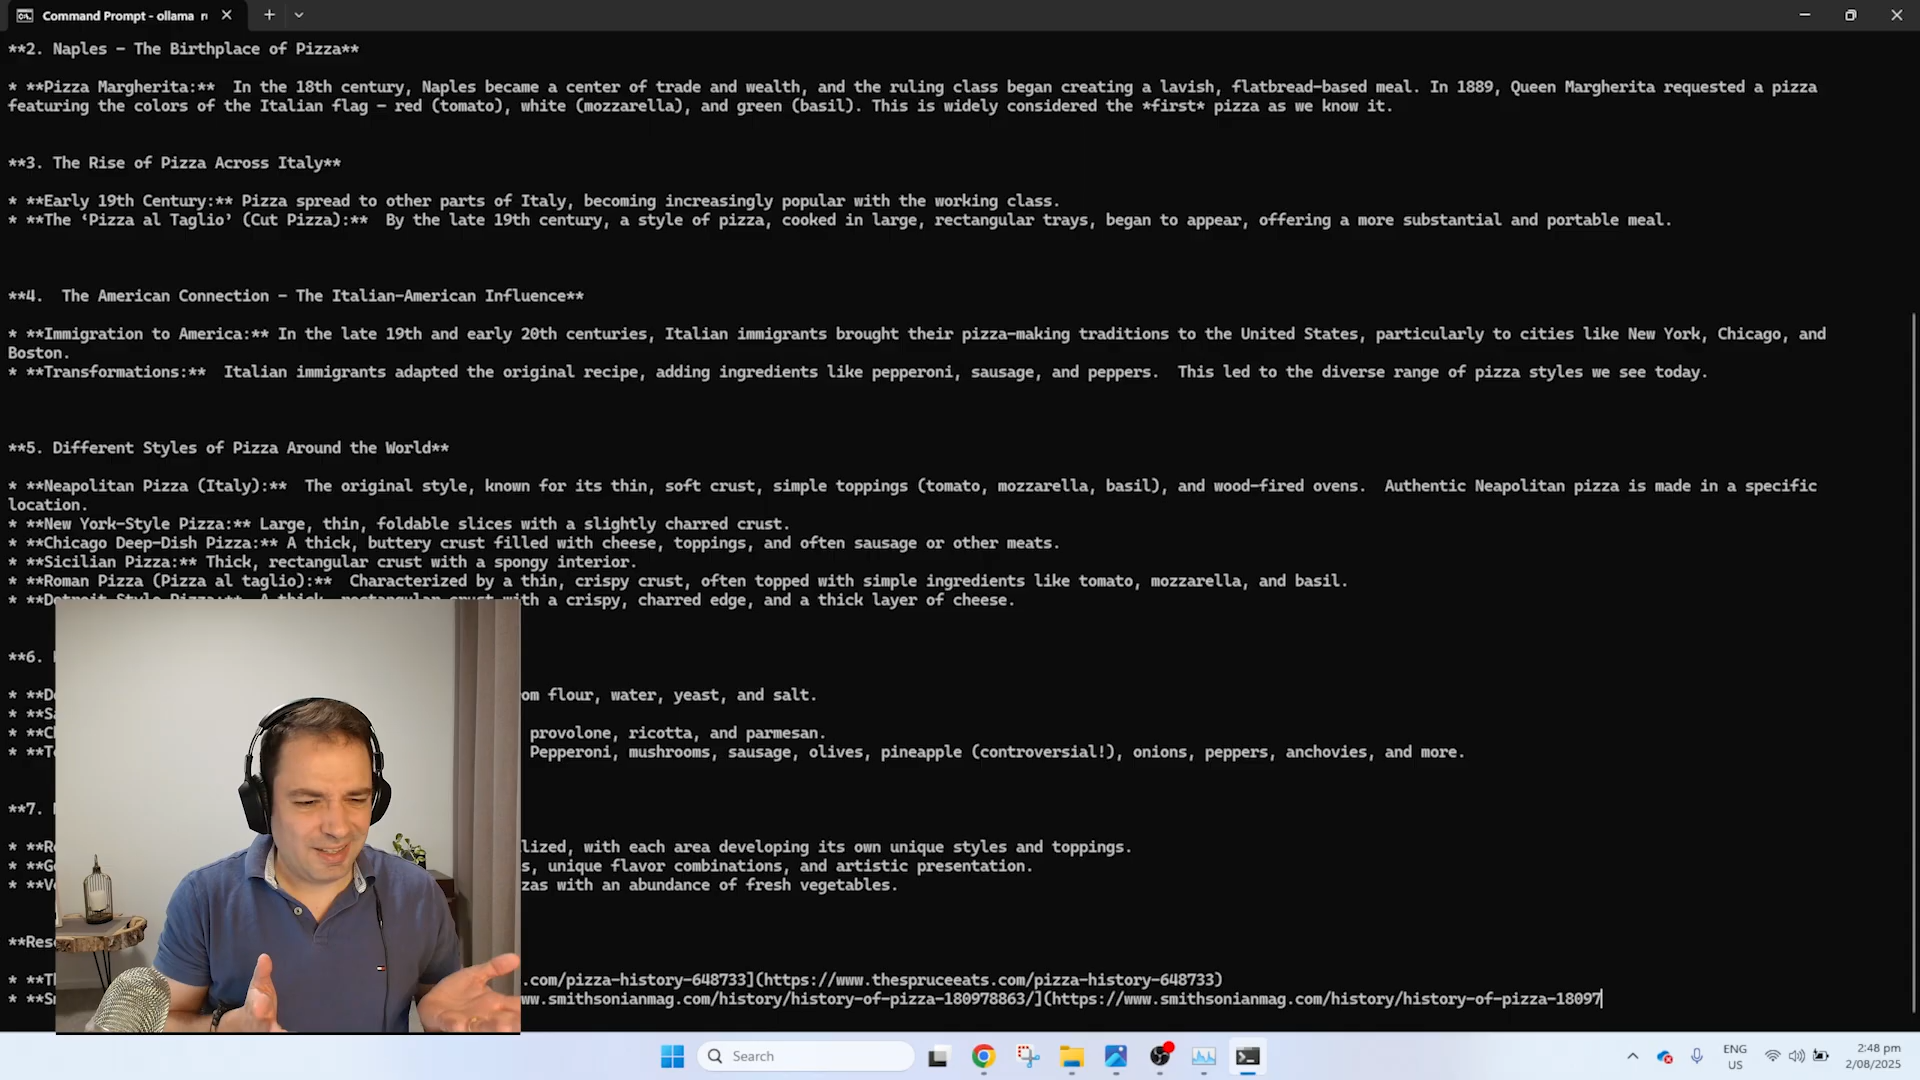 Command Prompt - ollama r
**2. Naples – The Birthplace of Pizza**
* **Pizza Margherita:**  In the 18th century, Naples became a center of trade and wealth, and the ruling class began creating a lavish, flatbread-based meal. In 1889, Queen Margherita requested a pizza
featuring the colors of the Italian flag – red (tomato), white (mozzarella), and green (basil). This is widely considered the *first* pizza as we know it.
**3. The Rise of Pizza Across Italy**
* **Early 19th Century:** Pizza spread to other parts of Italy, becoming increasingly popular with the working class.
* **The ‘Pizza al Taglio’ (Cut Pizza):**  By the late 19th century, a style of pizza, cooked in large, rectangular trays, began to appear, offering a more substantial and portable meal.
**4.  The American Connection – The Italian-American Influence**
* **Immigration to America:** In the late 19th and early 20th centuries, Italian immigrants brought their pizza-making traditions to the United States, particularly to cities like New York, Chicago, and
Boston.
* **Transformations:**  Italian immigrants adapted the original recipe, adding ingredients like pepperoni, sausage, and peppers.  This led to the diverse range of pizza styles we see today.
**5. Different Styles of Pizza Around the World**
* **Neapolitan Pizza (Italy):**  The original style, known for its thin, soft crust, simple toppings (tomato, mozzarella, basil), and wood-fired ovens.  Authentic Neapolitan pizza is made in a specific
location.
* **New York-Style Pizza:** Large, thin, foldable slices with a slightly charred crust.
* **Chicago Deep-Dish Pizza:** A thick, buttery crust filled with cheese, toppings, and often sausage or other meats.
* **Sicilian Pizza:** Thick, rectangular crust with a spongy interior.
* **Roman Pizza (Pizza al taglio):**  Characterized by a thin, crispy crust, often topped with simple ingredients like tomato, mozzarella, and basil.
* **Detroit-Style Pizza:**  A thick, rectangular crust with a crispy, charred edge, and a thick layer of cheese.
**6.
* **D om flour, water, yeast, and salt.
* **S
* **C provolone, ricotta, and parmesan.
* **T Pepperoni, mushrooms, sausage, olives, pineapple (controversial!), onions, peppers, anchovies, and more.
**7.
* **R lized, with each area developing its own unique styles and toppings.
* **G s, unique flavor combinations, and artistic presentation.
* **V zas with an abundance of fresh vegetables.
**Res
* **T .com/pizza-history-648733](https://www.thespruceeats.com/pizza-history-648733)
* **S ww.smithsonianmag.com/history/history-of-pizza-180978863/](https://www.smithsonianmag.com/history/history-of-pizza-18097
Search
ENG
US
2:48 pm
2/08/2025